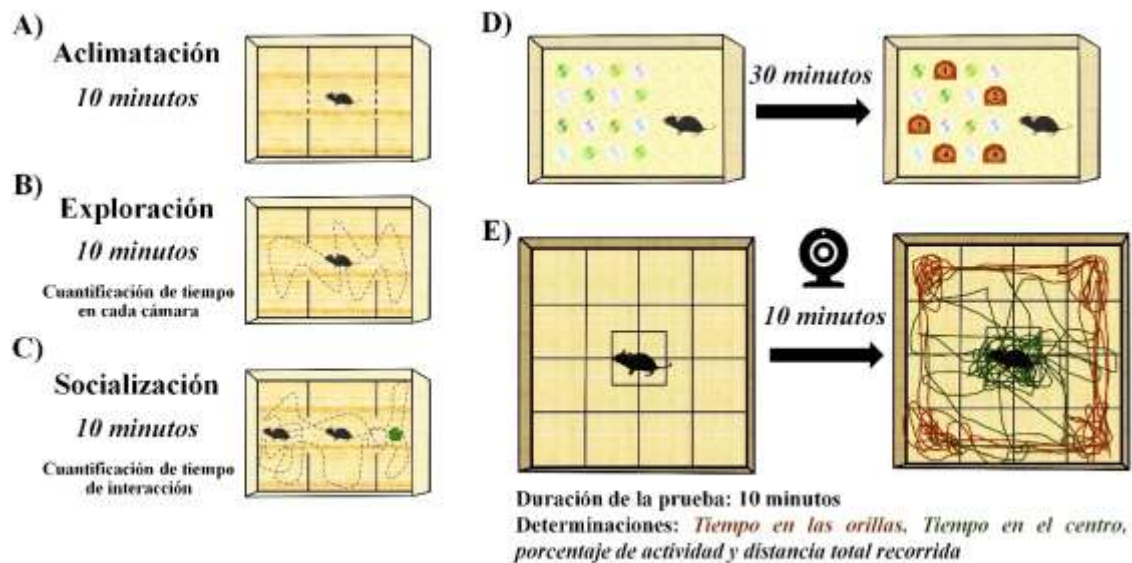 A)
Aclimatación
10 minutos
B)
Exploración
10 minutos
Cuantificación de tiempo
en cada cámara
C)
Socialización
10 minutos
Cuantificación de tiempo
de interacción
D)
30 minutos
E)
10 minutos
Duración de la prueba: 10 minutos
Determinaciones: Tiempo en las orillas, Tiempo en el centro,
porcentaje de actividad y distancia total recorrida